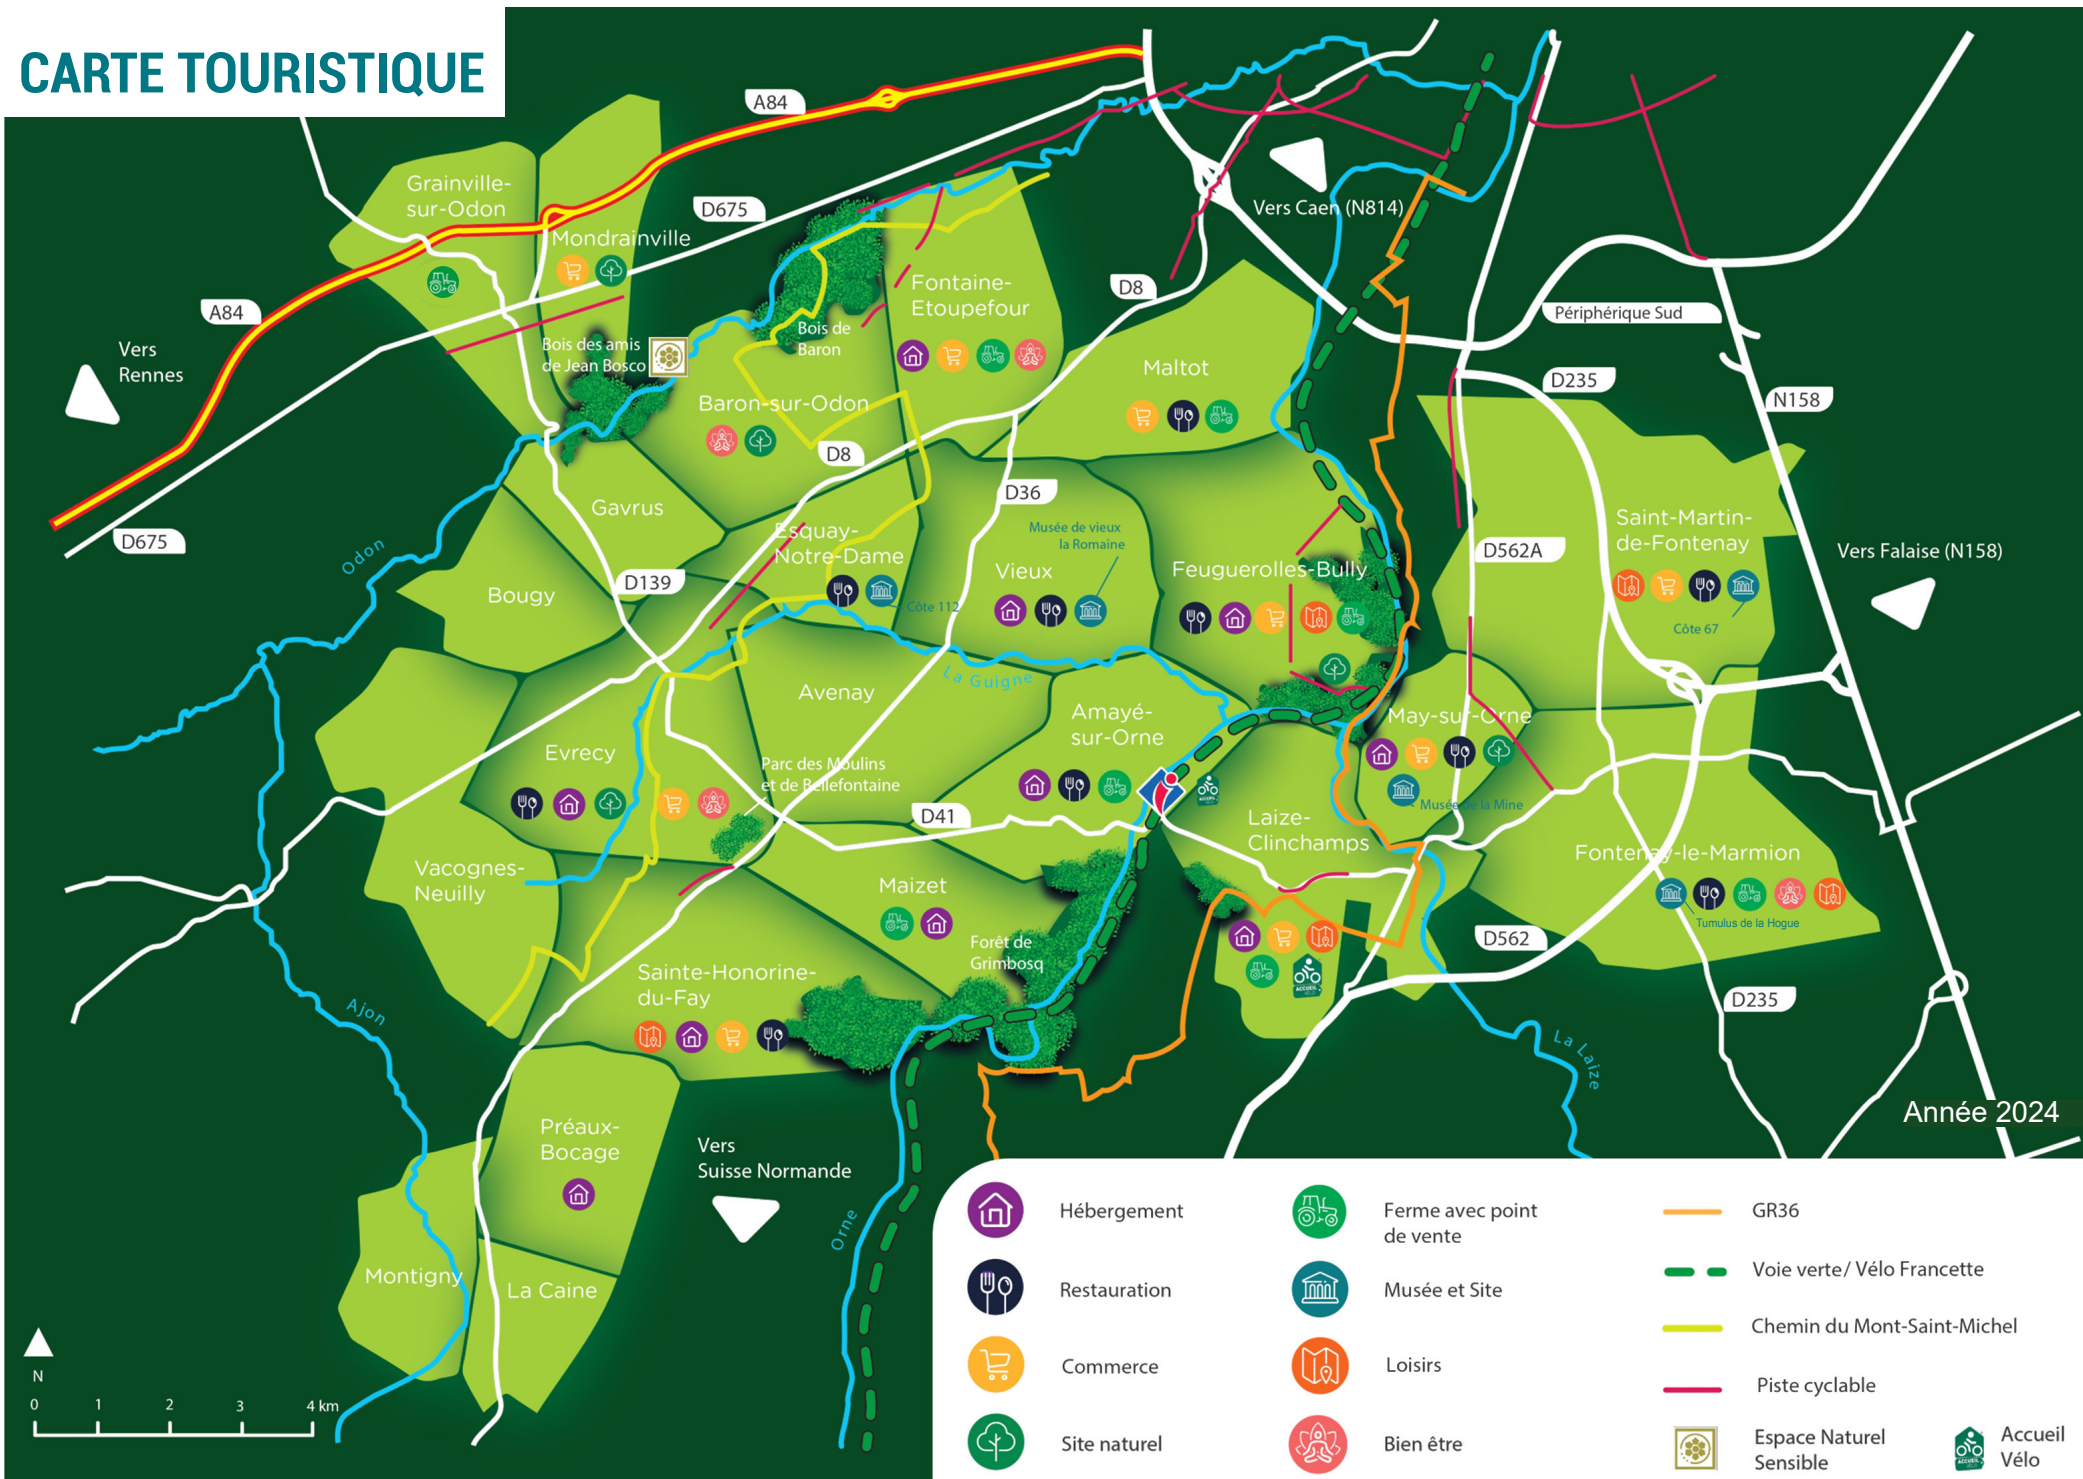 CARTE TOURISTIQUE
A84
Grainville-
sur-Odon
D675
Vers Caen (N814)
Mondrainville
Fontaine-
Etoupefour
D8
A84
Périphérique Sud
Bois de
Baron
Bois des amis
de Jean Bosco
Vers
Rennes
Maltot
D235
N158
Baron-sur-Odon
D8
D36
Gavrus
Musée de vieux
la Romaine
Saint-Martin-
de-Fontenay
Esquay-
Notre-Dame
D675
Odon
D562A
Vers Falaise (N158)
Vieux
Feuguerolles-Bully
D139
Bougy
Côte 112
Côte 67
La Guigne
Avenay
Amayé-
sur-Orne
May-sur-Orne
Evrecy
Parc des Moulins
et de Bellefontaine
Musée de la Mine
D41
Laize-
Clinchamps
Fontenay-le-Marmion
Vacognes-
Neuilly
Maizet
Tumulus de la Hogue
Forêt de
Grimbosq
D562
Sainte-Honorine-
du-Fay
D235
Ajon
La Laize
Année 2024
Préaux-
Bocage
Vers
Suisse Normande
Orne
Montigny
La Caine
N
0 1 2 3 4 km
Hébergement
Restauration
Commerce
Site naturel
Ferme avec point
de vente
Musée et Site
Loisirs
Bien être
GR36
Voie verte/ Vélo Francette
Chemin du Mont-Saint-Michel
Piste cyclable
Espace Naturel
Sensible
Accueil
Vélo
ACCUEIL